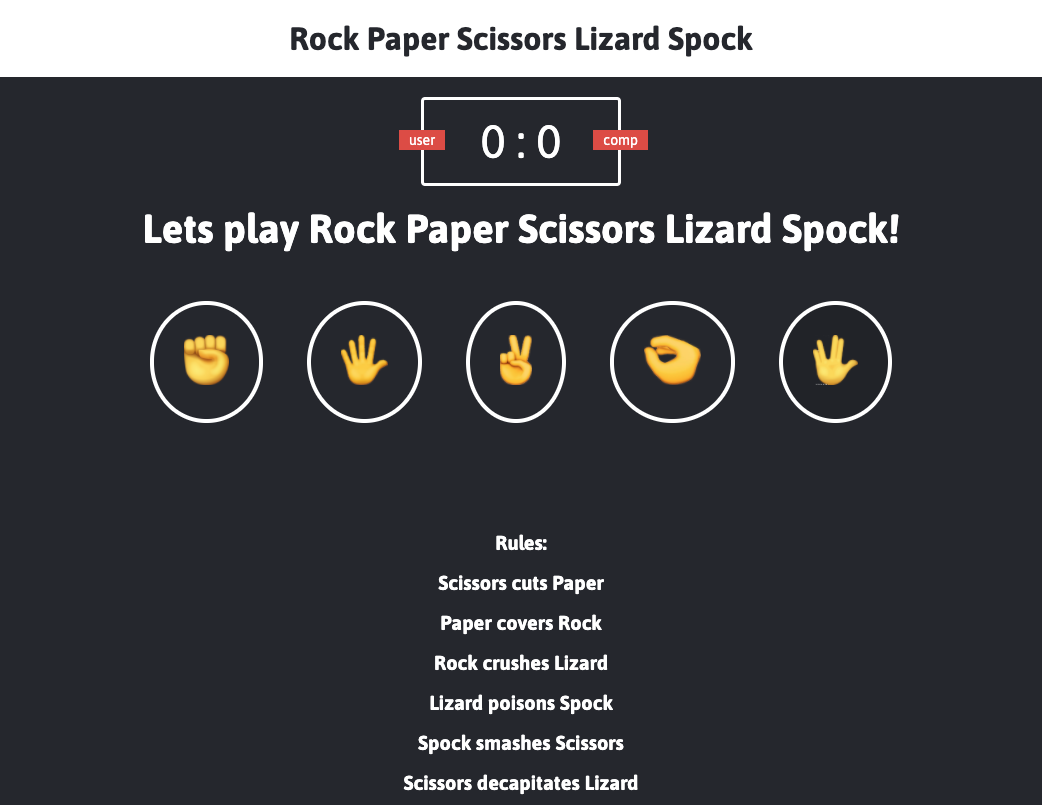 Rock Paper Scissors Lizard Spock
user 0 : 0 comp
Lets play Rock Paper Scissors Lizard Spock!
Rules:
Scissors cuts Paper
Paper covers Rock
Rock crushes Lizard
Lizard poisons Spock
Spock smashes Scissors
Scissors decapitates Lizard